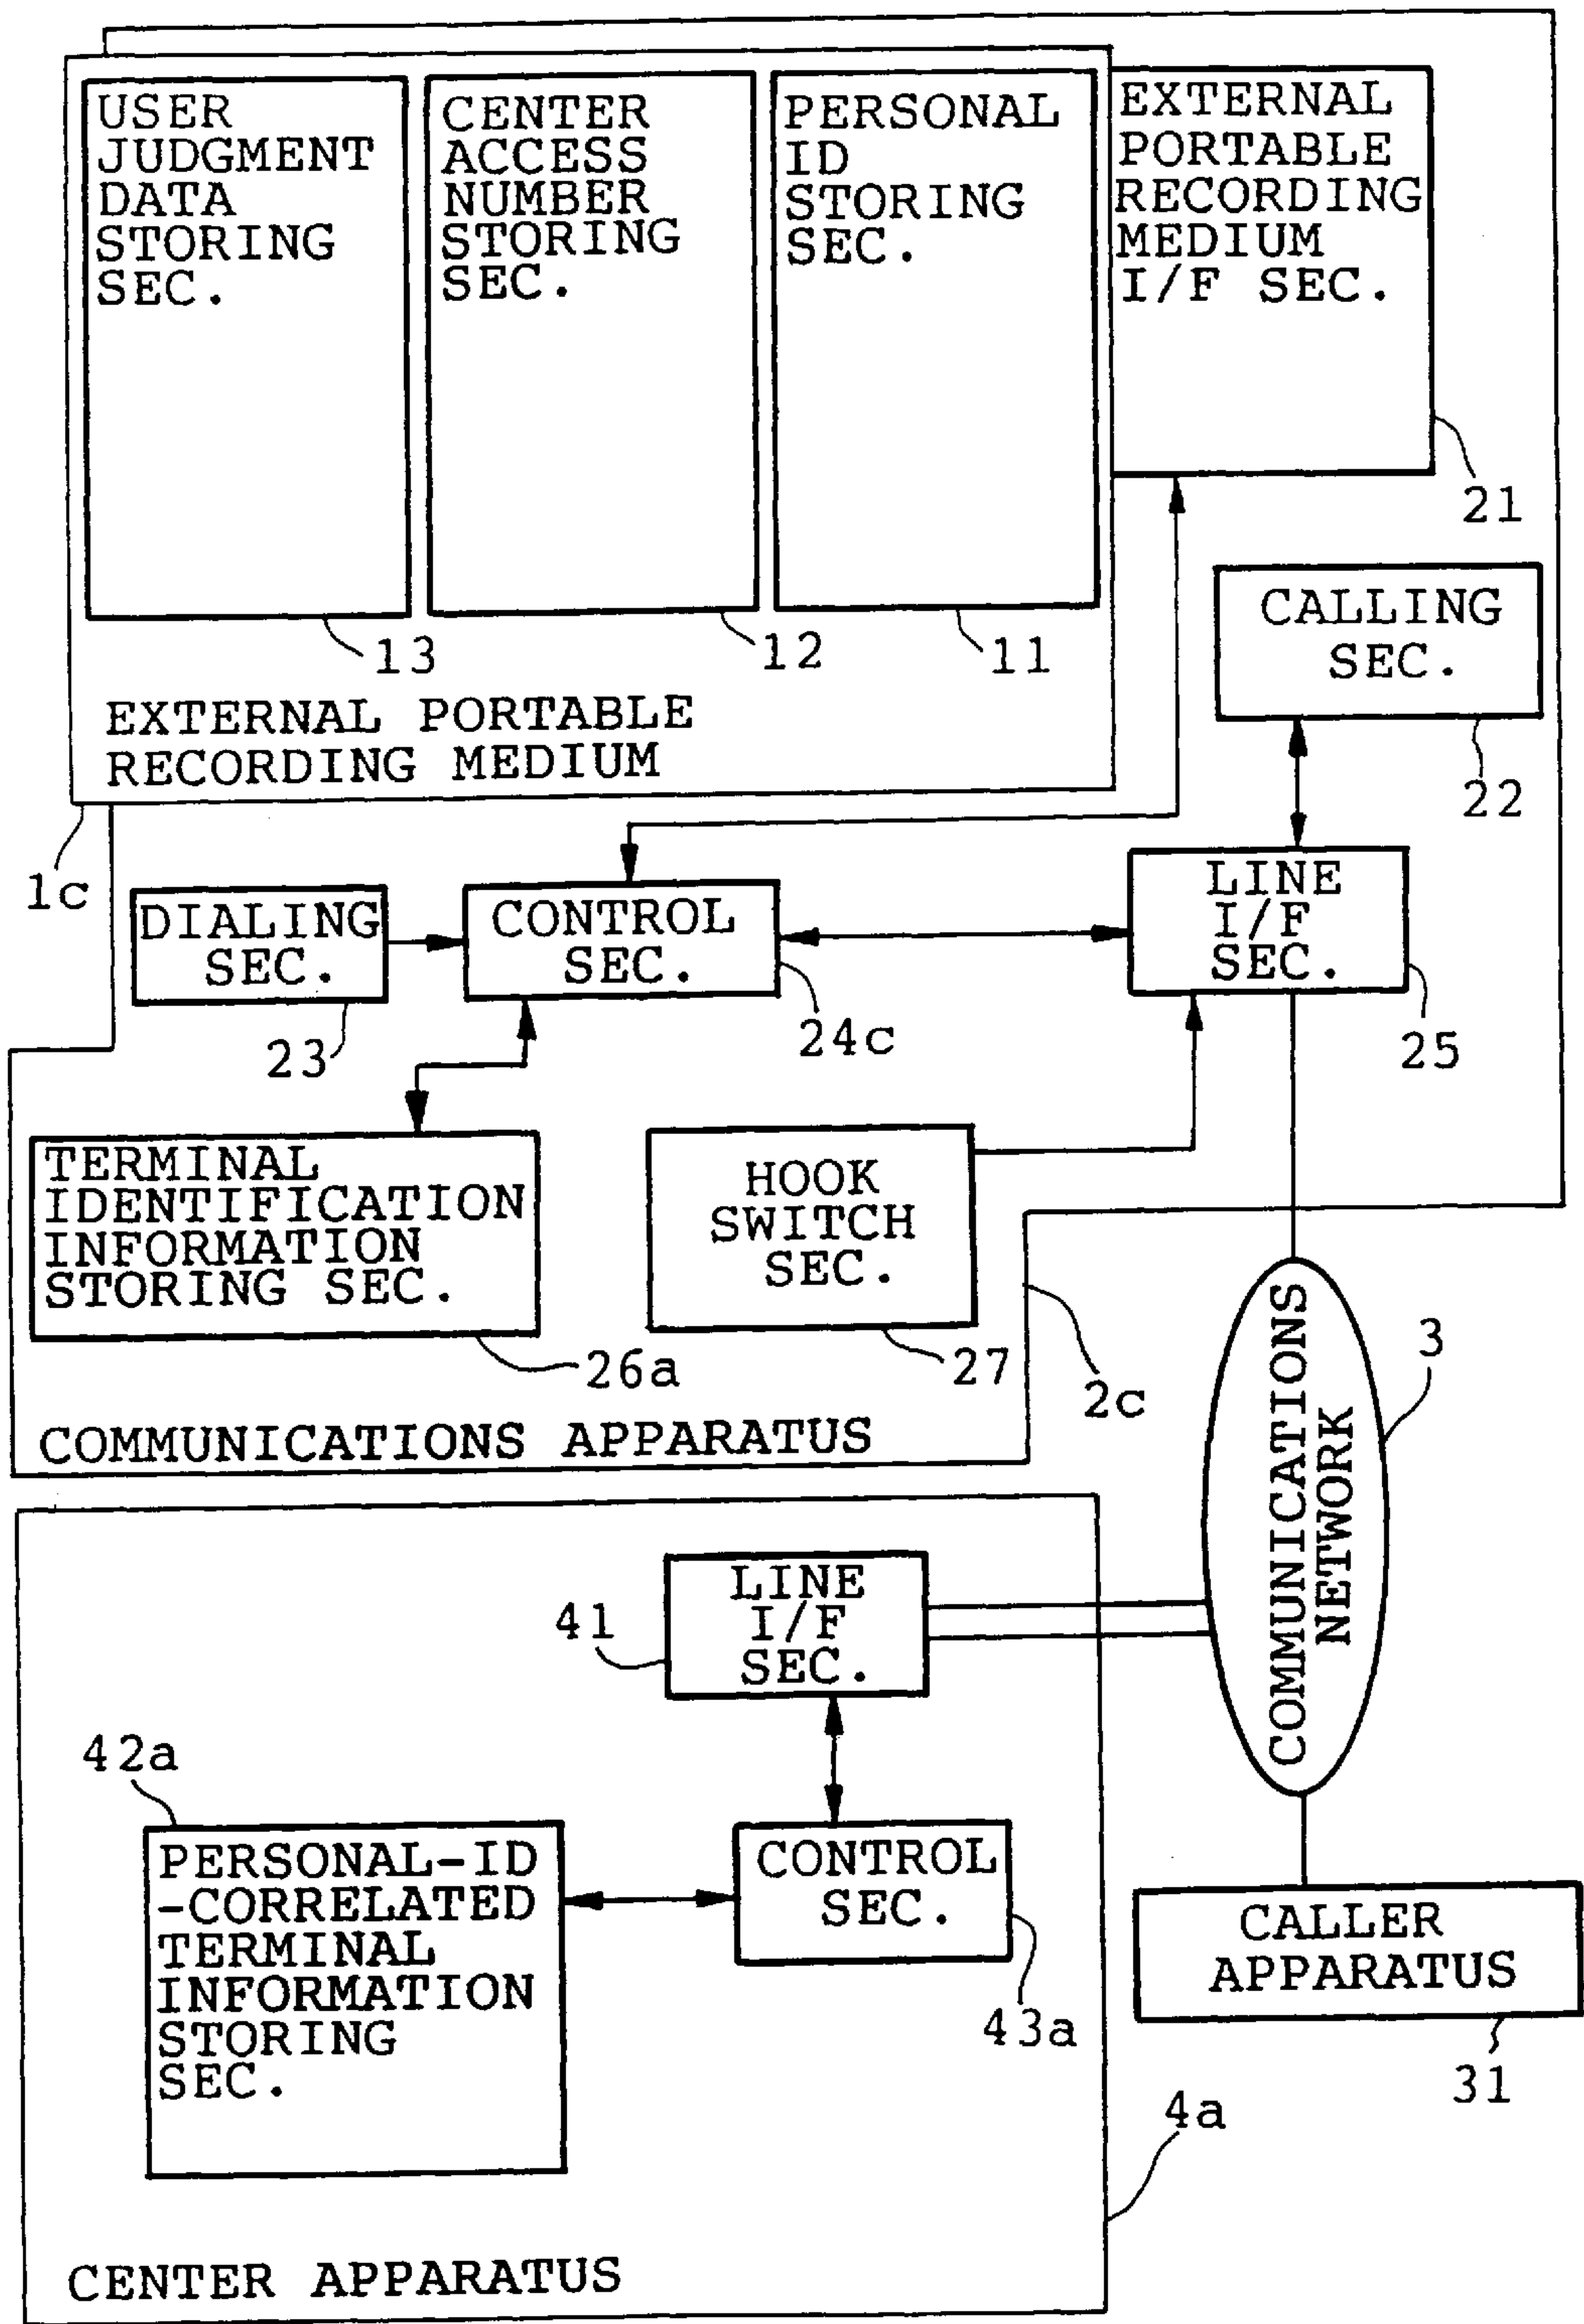 USER
JUDGMENT
DATA
STORING
SEC.
13
CENTER
ACCESS
NUMBER
STORING
SEC.
12
PERSONAL
ID
STORING
SEC.
11
EXTERNAL
PORTABLE
RECORDING
MEDIUM
I/F SEC.
21
EXTERNAL PORTABLE
RECORDING MEDIUM
1c
CALLING
SEC.
22
DIALING
SEC.
23
CONTROL
SEC.
24c
LINE
I/F
SEC.
25
TERMINAL
IDENTIFICATION
INFORMATION
STORING SEC.
26a
HOOK
SWITCH
SEC.
27
2c
COMMUNICATIONS APPARATUS
COMMUNICATIONS
NETWORK
3
LINE
I/F
SEC.
41
42a
PERSONAL-ID
-CORRELATED
TERMINAL
INFORMATION
STORING
SEC.
CONTROL
SEC.
43a
CALLER
APPARATUS
31
4a
CENTER APPARATUS